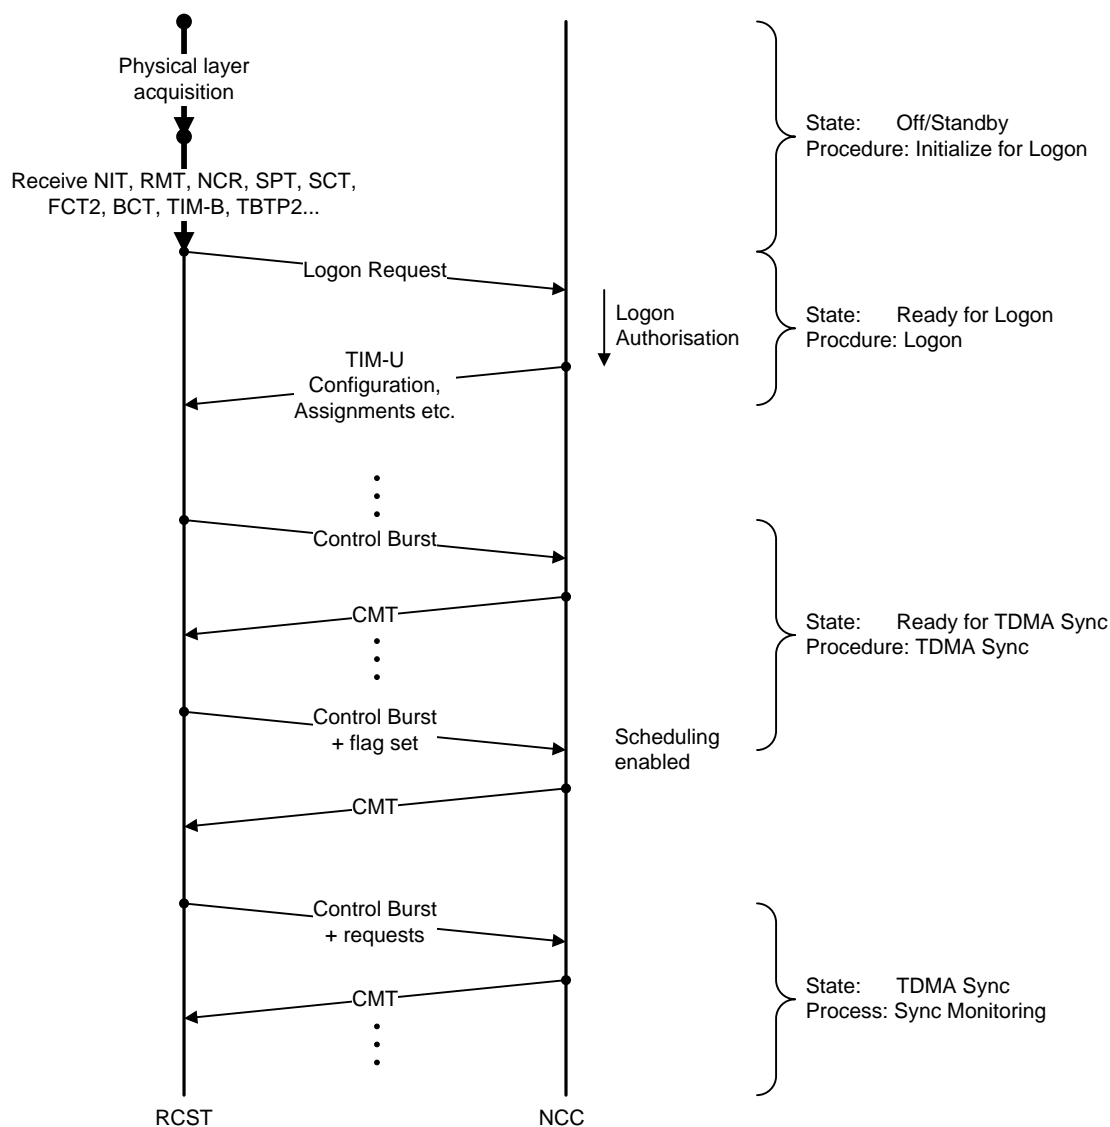 Physical layer
acquisition
State: Off/Standby
Procedure: Initialize for Logon
Receive NIT, RMT, NCR, SPT, SCT,
FCT2, BCT, TIM-B, TBTP2...
Logon Request
Logon
Authorisation
State: Ready for Logon
Procdure: Logon
TIM-U
Configuration,
Assignments etc.
Control Burst
CMT
State: Ready for TDMA Sync
Procedure: TDMA Sync
Control Burst
+ flag set
Scheduling
enabled
CMT
Control Burst
+ requests
CMT
State: TDMA Sync
Process: Sync Monitoring
RCST
NCC